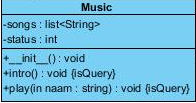 Music
-songs : list<String>
-status : int
+__init__() : void
+intro() : void {isQuery}
+play(in naam : string) : void {isQuery}